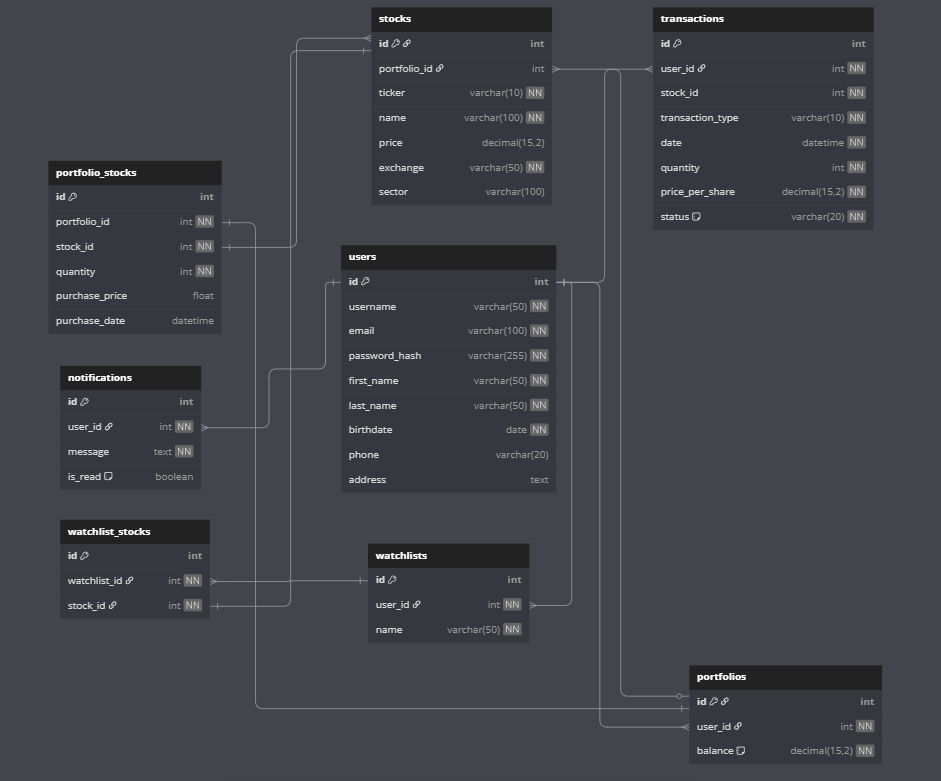 stocks
id int
portfolio_id int
ticker varchar(10) NN
name varchar(100) NN
price decimal(15,2)
exchange varchar(50) NN
sector varchar(100)
transactions
id int
user_id int NN
stock_id int NN
transaction_type varchar(10) NN
date datetime NN
quantity int NN
price_per_share decimal(15,2) NN
status varchar(20) NN
portfolio_stocks
id int
portfolio_id int NN
stock_id int NN
quantity int NN
purchase_price float
purchase_date datetime
users
id int
username varchar(50) NN
email varchar(100) NN
password_hash varchar(255) NN
first_name varchar(50) NN
last_name varchar(50) NN
birthdate date NN
phone varchar(20)
address text
notifications
id int
user_id int NN
message text NN
is_read boolean
watchlist_stocks
id int
watchlist_id int NN
stock_id int NN
watchlists
id int
user_id int NN
name varchar(50) NN
portfolios
id int
user_id int NN
balance decimal(15,2) NN